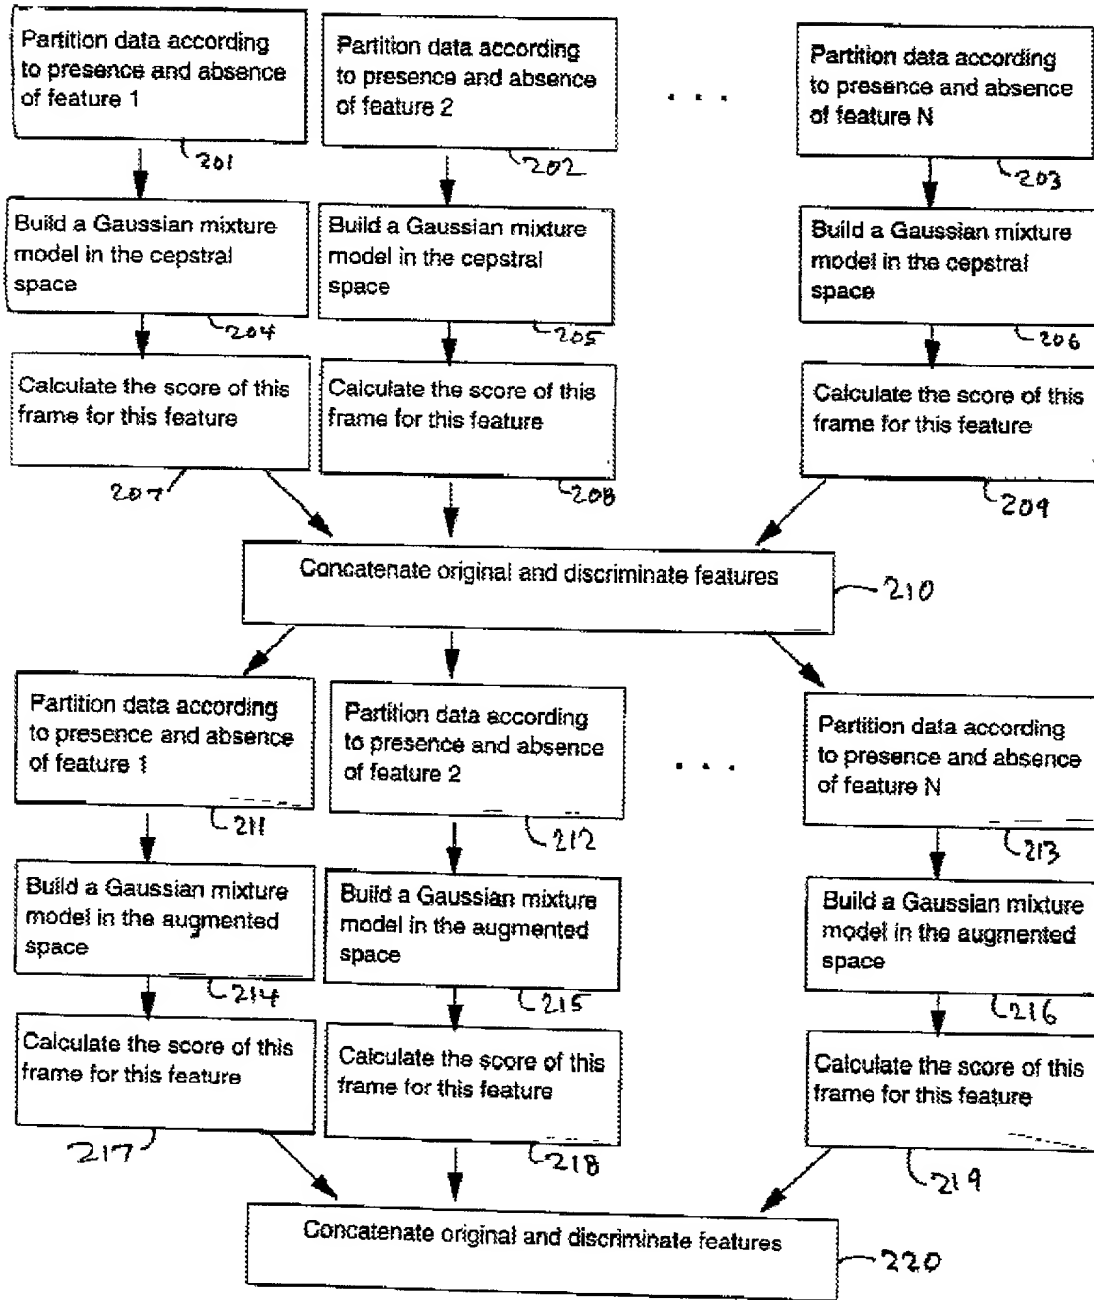 Partition data according
to presence and absence
of feature 1
201
Partition data according
to presence and absence
of feature 2
202
. . .
Partition data according
to presence and absence
of feature N
203
Build a Gaussian mixture
model in the cepstral
space
204
Build a Gaussian mixture
model in the cepstral
space
205
Build a Gaussian mixture
model in the cepstral
space
206
Calculate the score of this
frame for this feature
207
Calculate the score of this
frame for this feature
208
Calculate the score of this
frame for this feature
209
Concatenate original and discriminate features
210
Partition data according
to presence and absence
of feature 1
211
Partition data according
to presence and absence
of feature 2
212
. . .
Partition data according
to presence and absence
of feature N
213
Build a Gaussian mixture
model in the augmented
space
214
Build a Gaussian mixture
model in the augmented
space
215
Build a Gaussian mixture
model in the augmented
space
216
Calculate the score of this
frame for this feature
217
Calculate the score of this
frame for this feature
218
Calculate the score of this
frame for this feature
219
Concatenate original and discriminate features
220